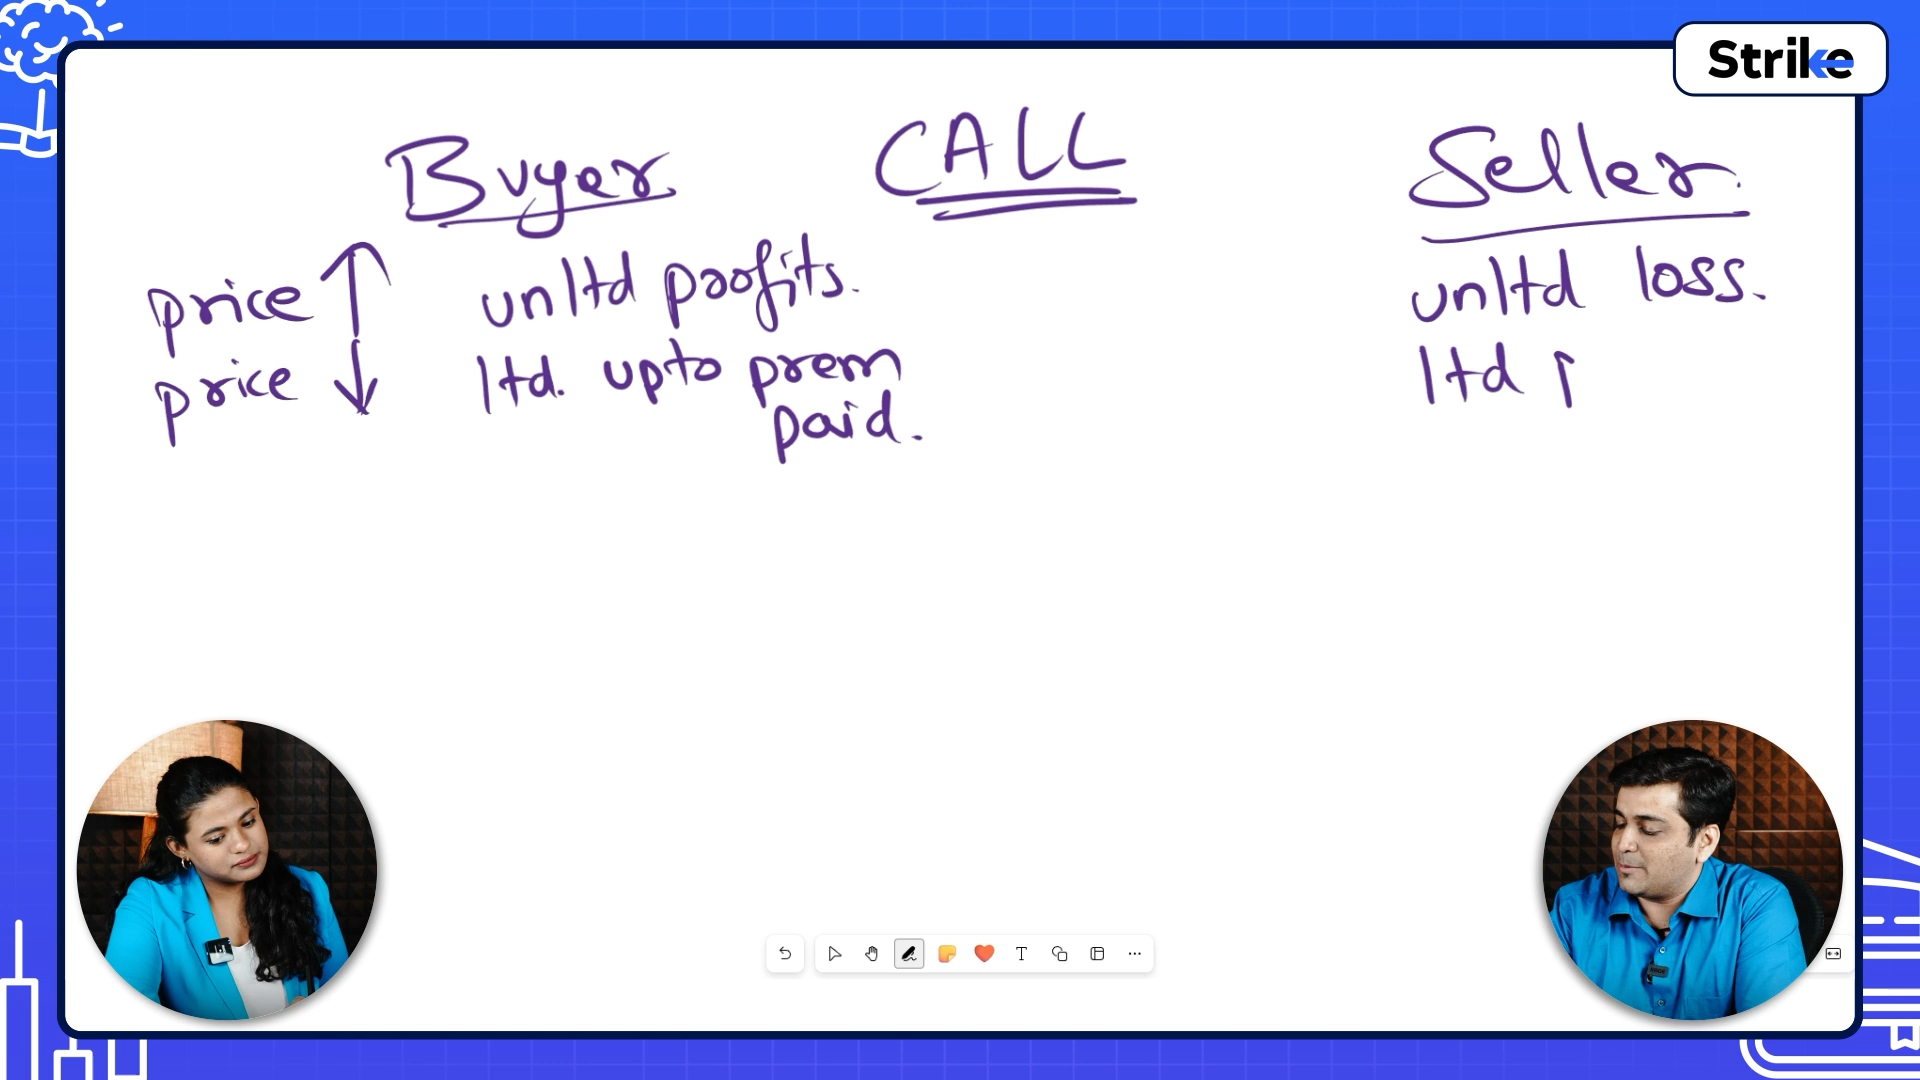 Strike
Buyer CALL Seller
price ↑ unltd profits. unltd loss.
price ↓ ltd. upto prem ltd
paid.